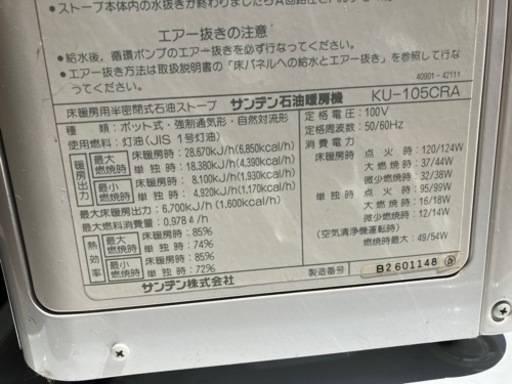 ●ストーブ本体内の水抜きが終わりましたら
エアー抜きの注意
●給水後、循環ポンプのエアー抜きを必ず行なってください。
●エアー抜き方法は取扱説明書の「床パネルへの給水とエアー抜き」を参照して行なってください。
40901-42111
床暖房用半密閉式石油ストーブ サンデン石油暖房機 KU-105CRA
種類:ポット式・強制通気形・自然対流形
使用燃料:灯油(JIS 1号灯油)
暖房出力 最大燃焼時 床暖房時:28.670kJ/h(6,850kcal/h)
単独時:18.380kJ/h(4,390kcal/h)
最小燃焼時 床暖房時:8,100kJ/h(1,930kcal/h)
単独時:4,920kJ/h(1,170kcal/h)
最大床暖房出力:6.700kJ/h(1,600kcal/h)
最大燃料消費量:0.978ℓ/h
熱効率 最大燃焼時 床暖房時:85%
単独時:74%
最小燃焼時 床暖房時:85%
単独時:72%
サンデン株式会社
定格電圧:100V
定格周波数:50/60Hz
消費電力
床暖房時 点火時:120/124W
大燃焼時:37/44W
微少燃焼時:32/38W
単独時 点火時:95/99W
大燃焼時:16/18W
微少燃焼時:12/14W
(空気清浄機運転時)
燃焼時最大:49/54W
製造番号 B2601148